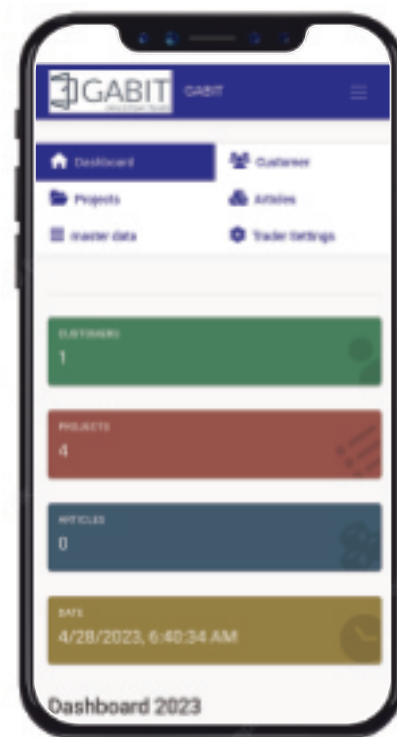 GABIT GABIT
Dashboard Customer
Projects Articles
master data Trader Settings
CUSTOMERS
1
PROJECTS
4
ARTICLES
0
DATE
4/28/2023, 6:40:34 AM
Dashboard 2023